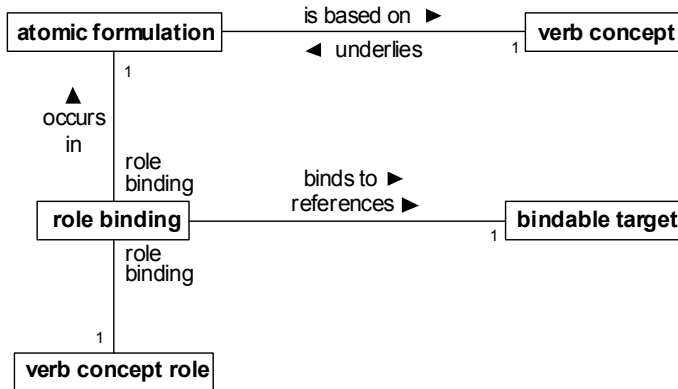 is based on ►
atomic formulation
verb concept
◄ underlies
1
1
▲
occurs
in
role
binding
binds to ►
role binding
references ►
bindable target
1
role
binding
1
verb concept role